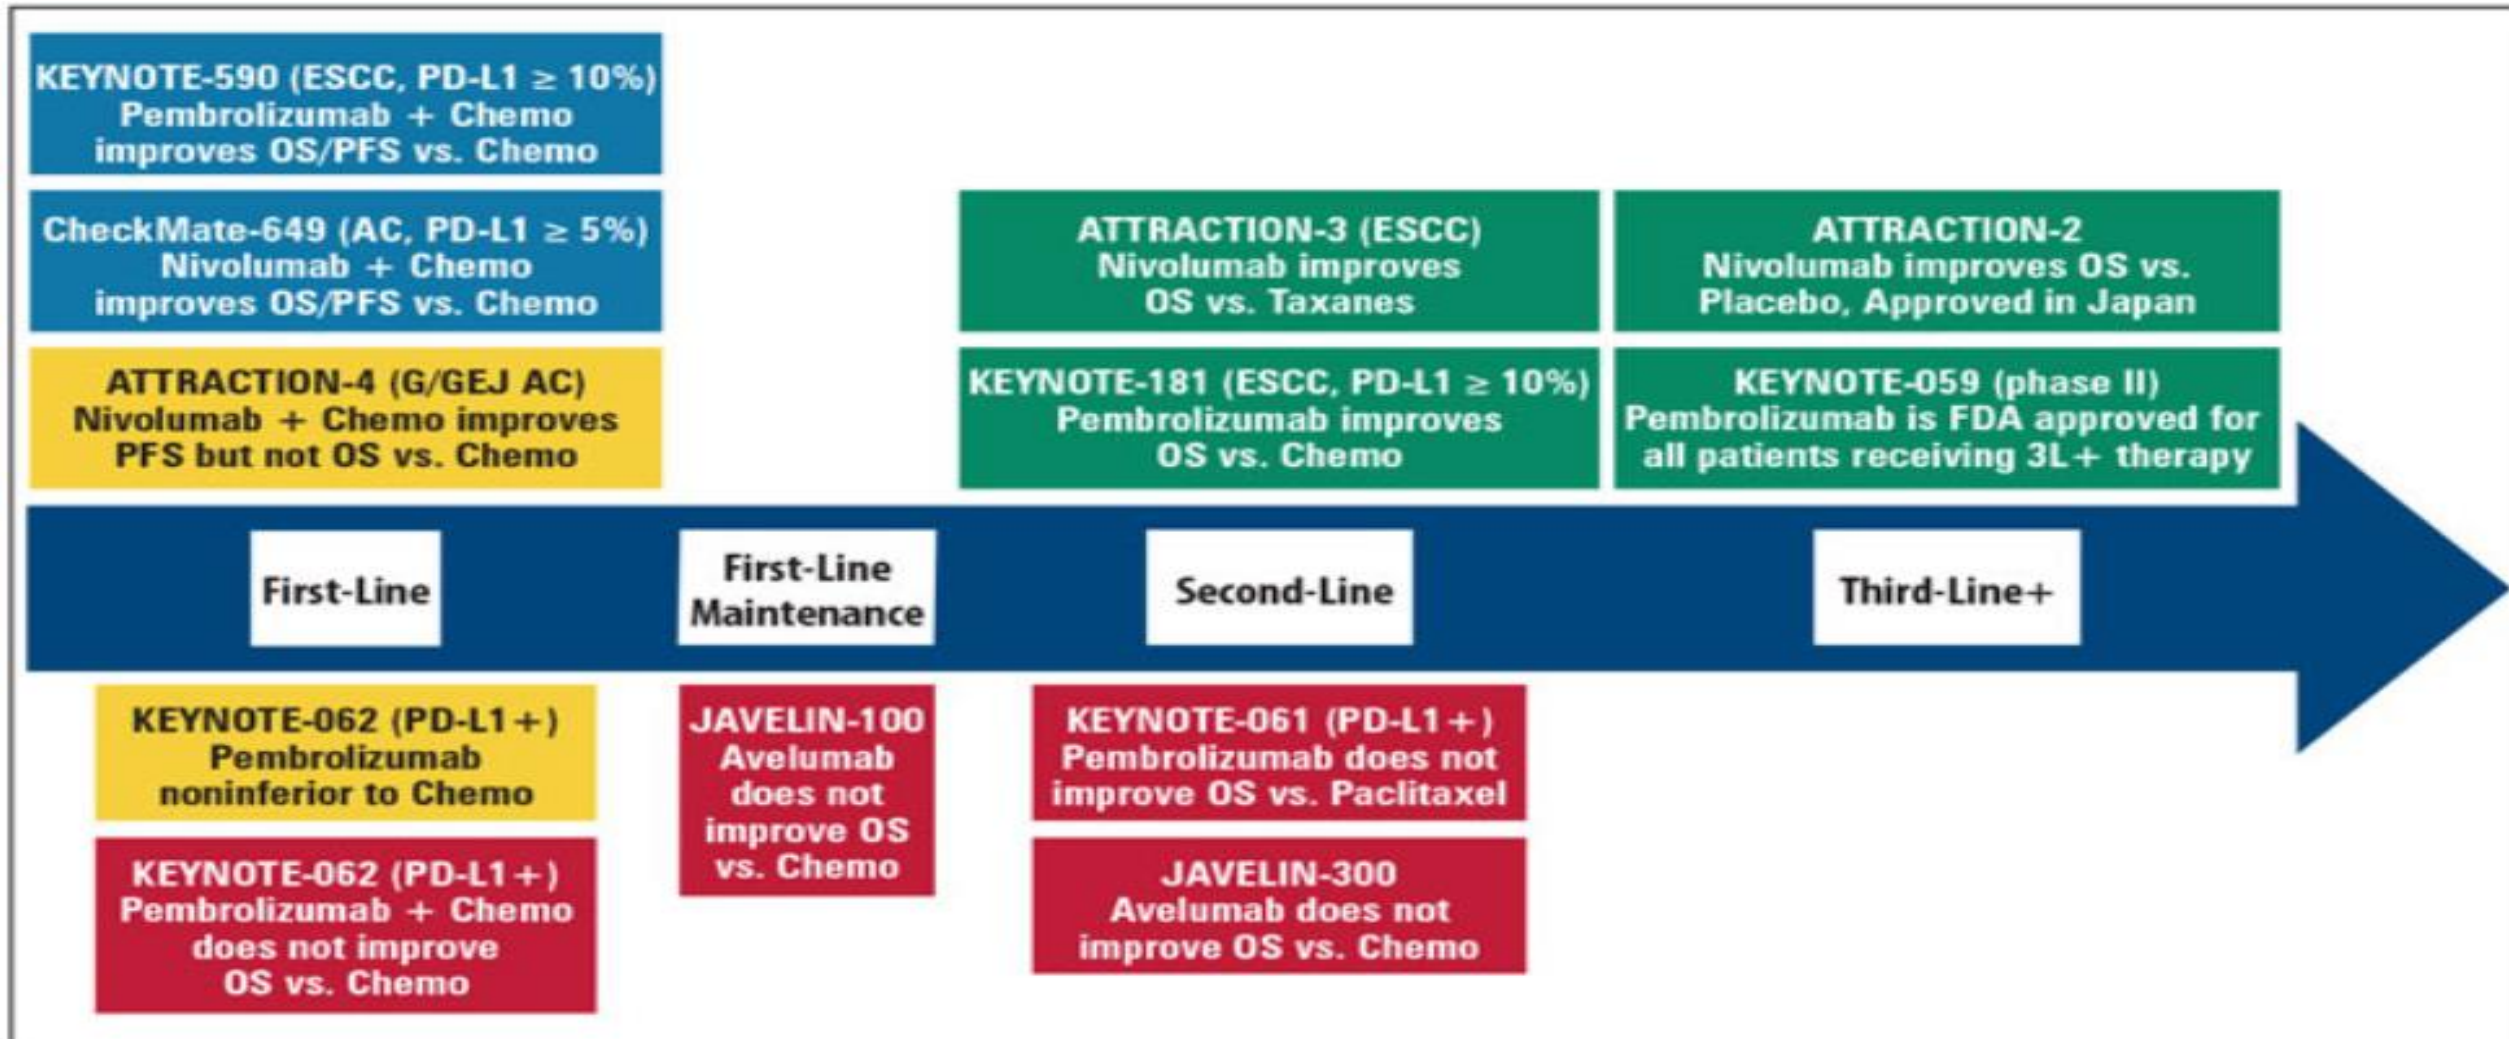 KEYNOTE-590 (ESCC, PD-L1 ≥ 10%)
Pembrolizumab + Chemo
improves OS/PFS vs. Chemo
CheckMate-649 (AC, PD-L1 ≥ 5%)
Nivolumab + Chemo
improves OS/PFS vs. Chemo
ATTRACTION-4 (G/GEJ AC)
Nivolumab + Chemo improves
PFS but not OS vs. Chemo
ATTRACTION-3 (ESCC)
Nivolumab improves
OS vs. Taxanes
KEYNOTE-181 (ESCC, PD-L1 ≥ 10%)
Pembrolizumab improves
OS vs. Chemo
ATTRACTION-2
Nivolumab improves OS vs.
Placebo, Approved in Japan
KEYNOTE-059 (phase II)
Pembrolizumab is FDA approved for
all patients receiving 3L+ therapy
First-Line
First-Line
Maintenance
Second-Line
Third-Line+
KEYNOTE-062 (PD-L1+)
Pembrolizumab
noninferior to Chemo
KEYNOTE-062 (PD-L1+)
Pembrolizumab + Chemo
does not improve
OS vs. Chemo
JAVELIN-100
Avelumab
does not
improve OS
vs. Chemo
KEYNOTE-061 (PD-L1+)
Pembrolizumab does not
improve OS vs. Paclitaxel
JAVELIN-300
Avelumab does not
improve OS vs. Chemo